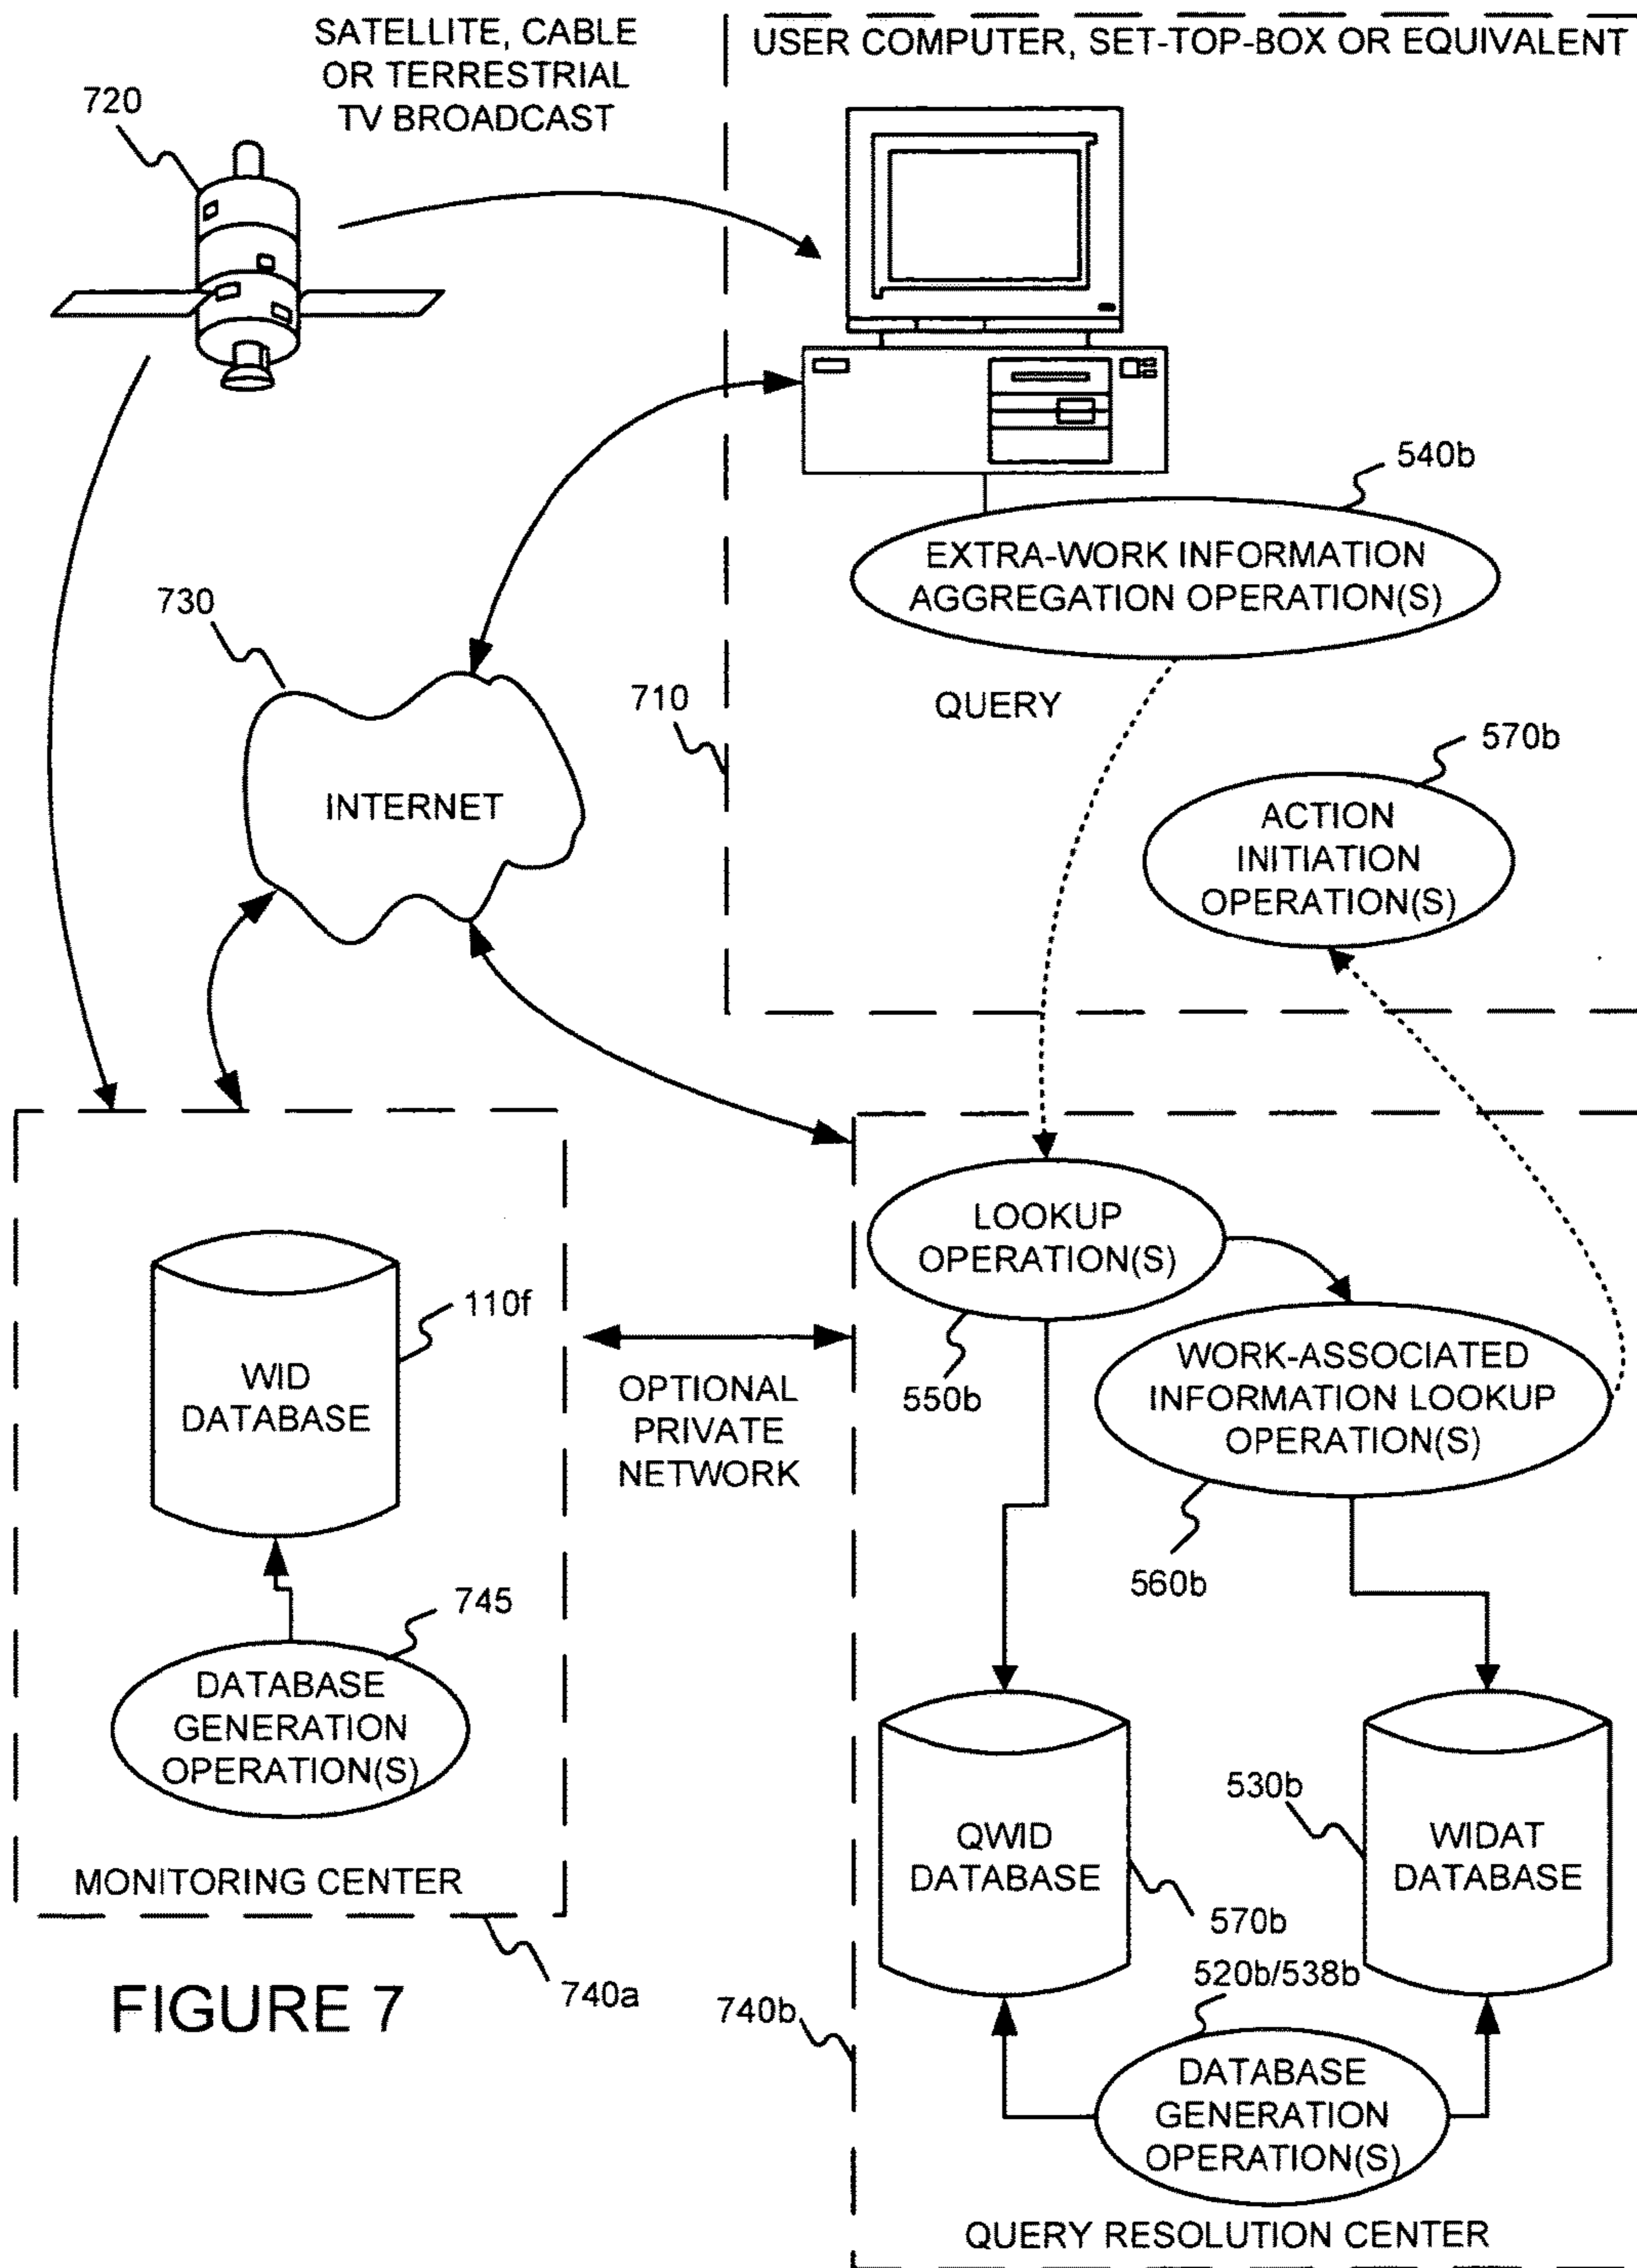 SATELLITE, CABLE
OR TERRESTRIAL
TV BROADCAST
USER COMPUTER, SET-TOP-BOX OR EQUIVALENT
720
540b
EXTRA-WORK INFORMATION
AGGREGATION OPERATION(S)
730
710
QUERY
570b
INTERNET
ACTION
INITIATION
OPERATION(S)
LOOKUP
OPERATION(S)
110f
WID
DATABASE
OPTIONAL
PRIVATE
NETWORK
550b
WORK-ASSOCIATED
INFORMATION LOOKUP
OPERATION(S)
560b
745
DATABASE
GENERATION
OPERATION(S)
530b
QWID
DATABASE
WIDAT
DATABASE
MONITORING CENTER
570b
520b/538b
740a
740b
FIGURE 7
DATABASE
GENERATION
OPERATION(S)
QUERY RESOLUTION CENTER